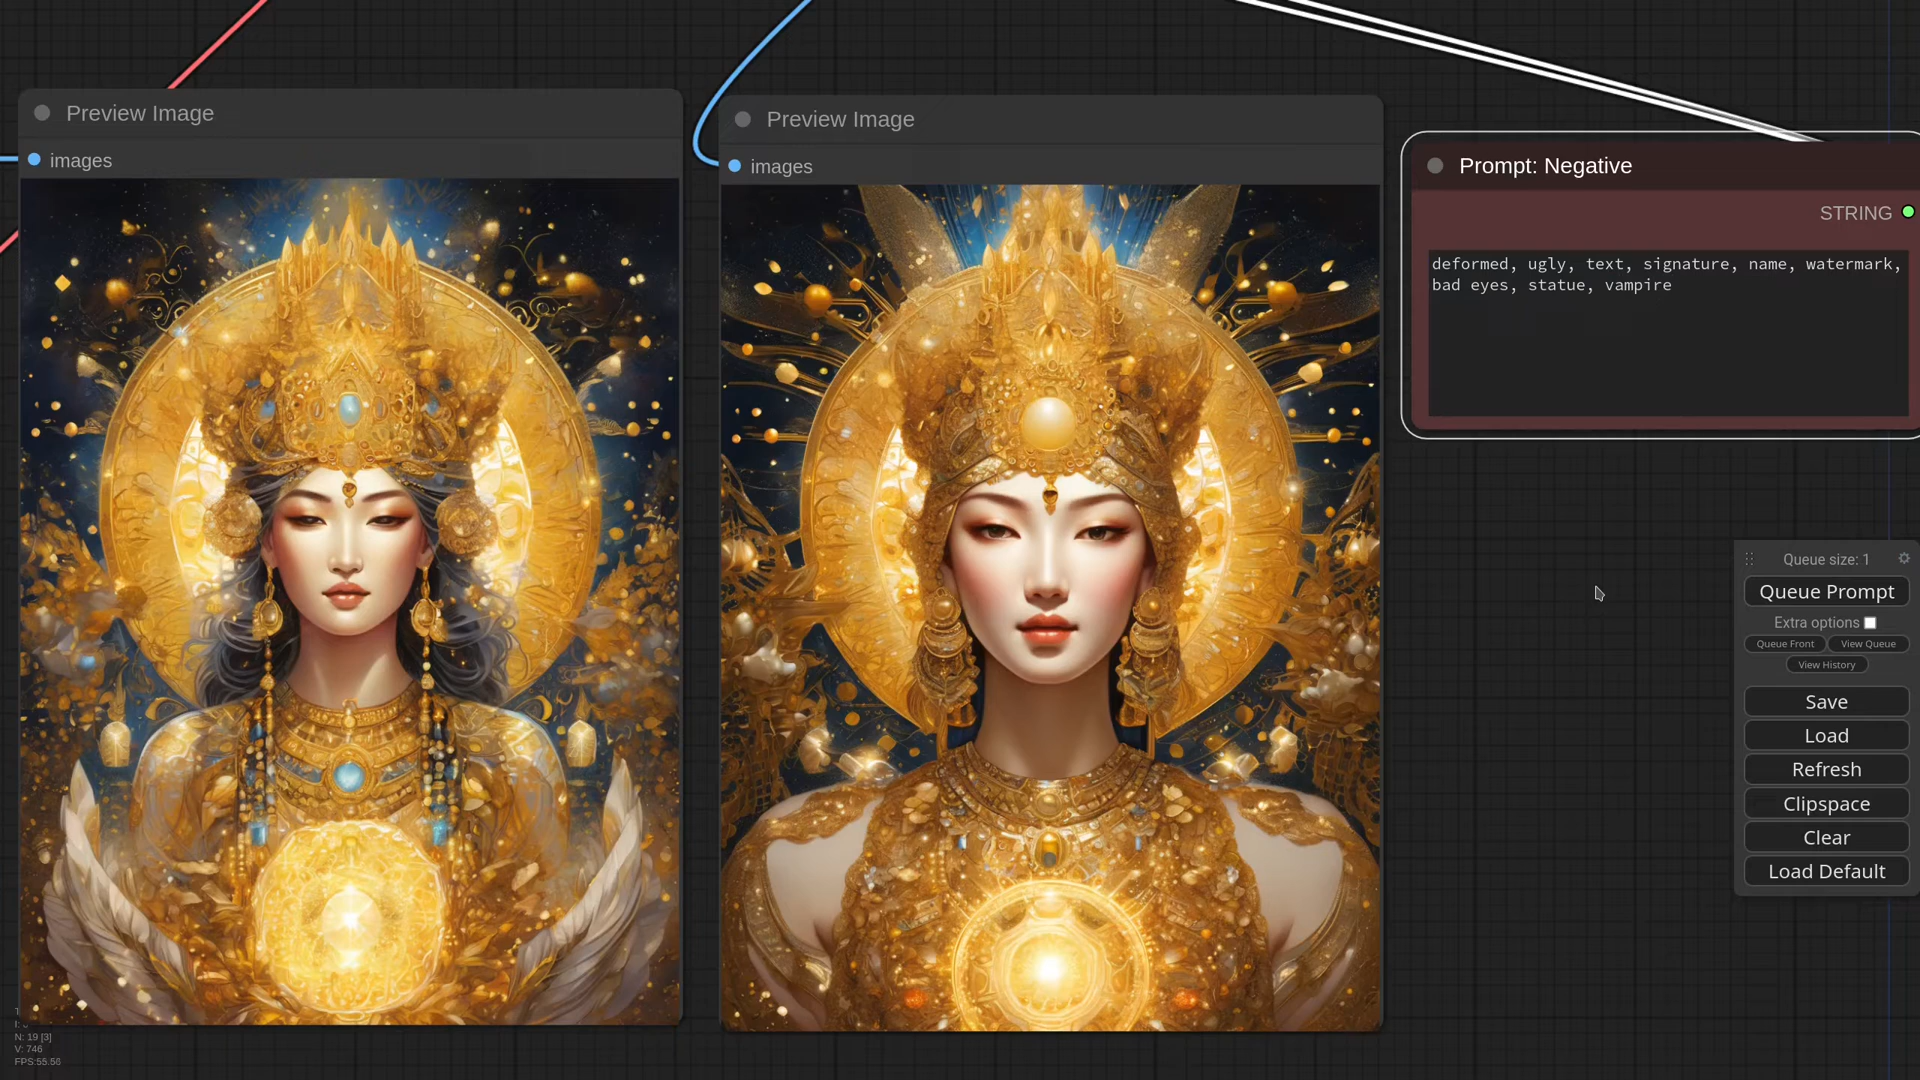 Preview Image
images
Preview Image
images
Prompt: Negative
STRING
deformed, ugly, text, signature, name, watermark,
bad eyes, statue, vampire
Queue size: 1
Queue Prompt
Extra options
Queue Front
View Queue
View History
Save
Load
Refresh
Clipspace
Clear
Load Default
N: 19 [3]
V: 746
FPS:55.56